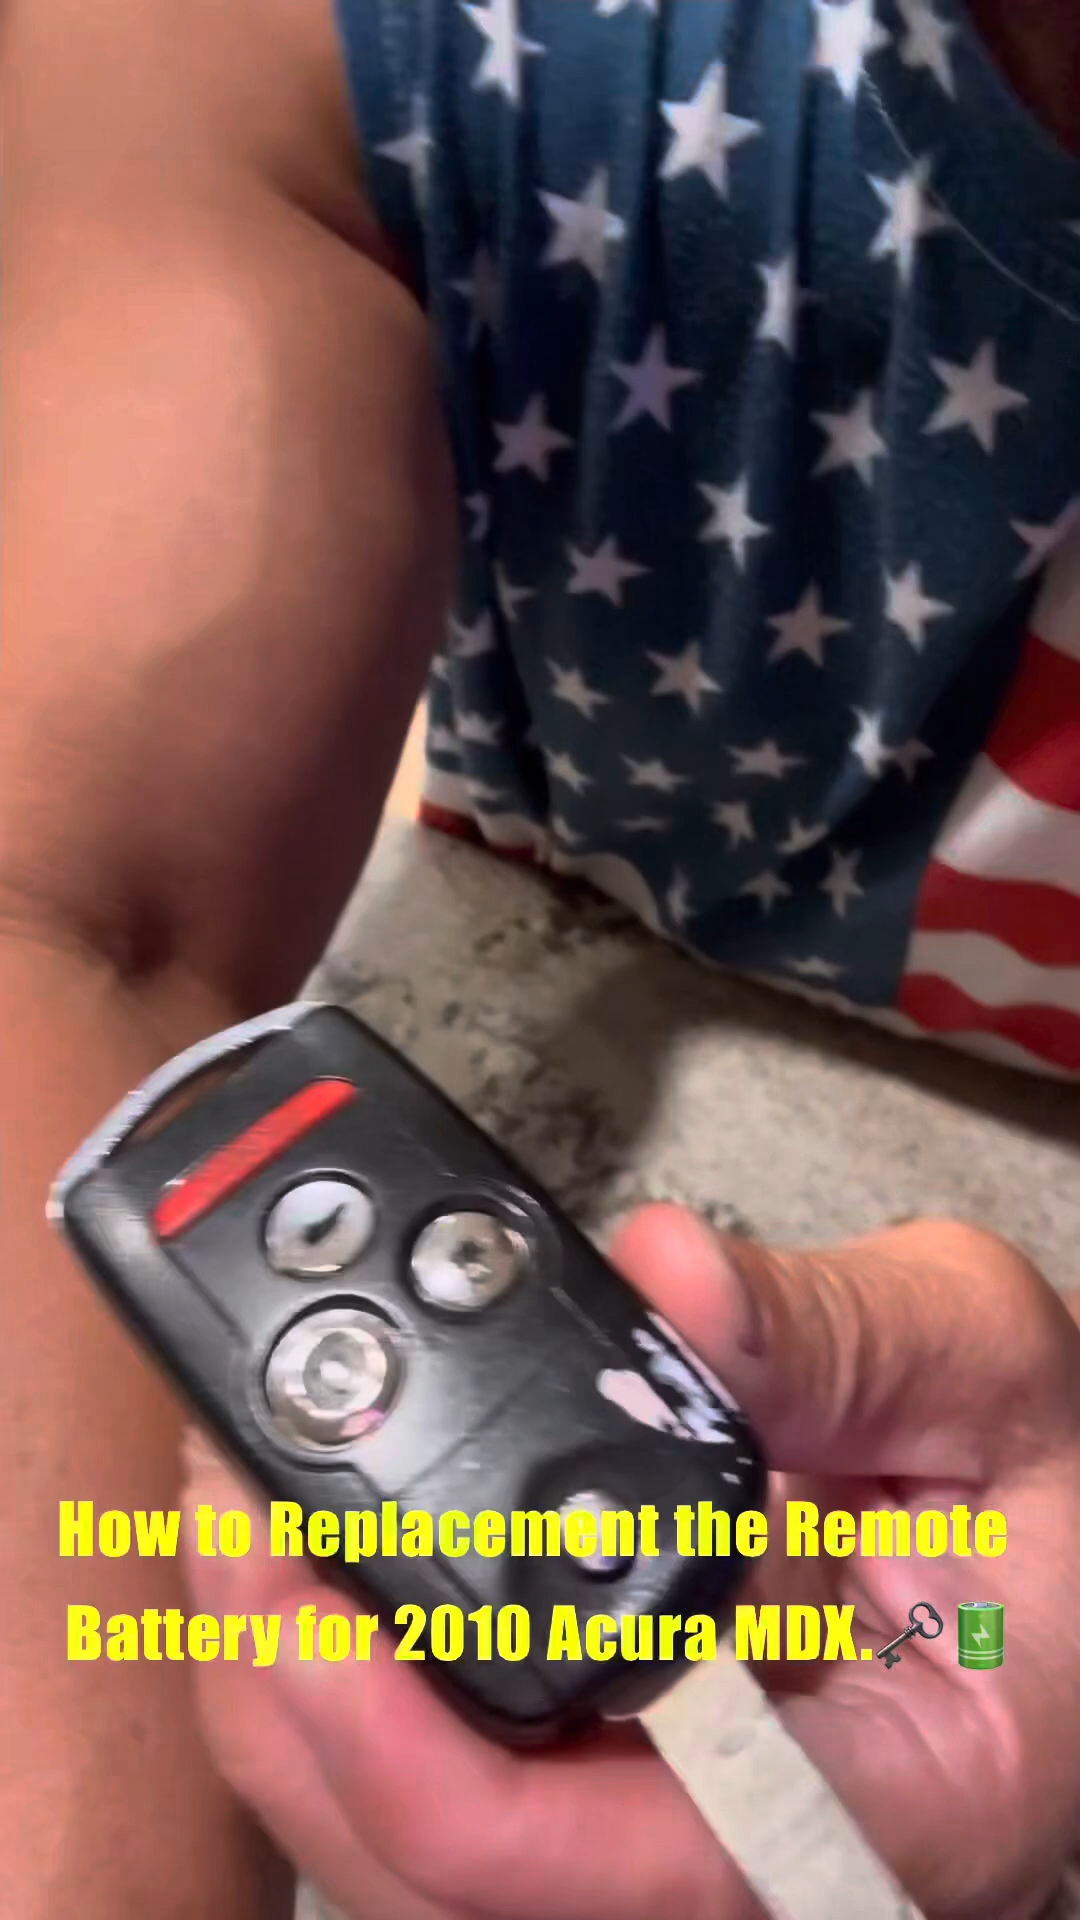 How to Replacement the Remote
Battery for 2010 Acura MDX.🗝️🔋